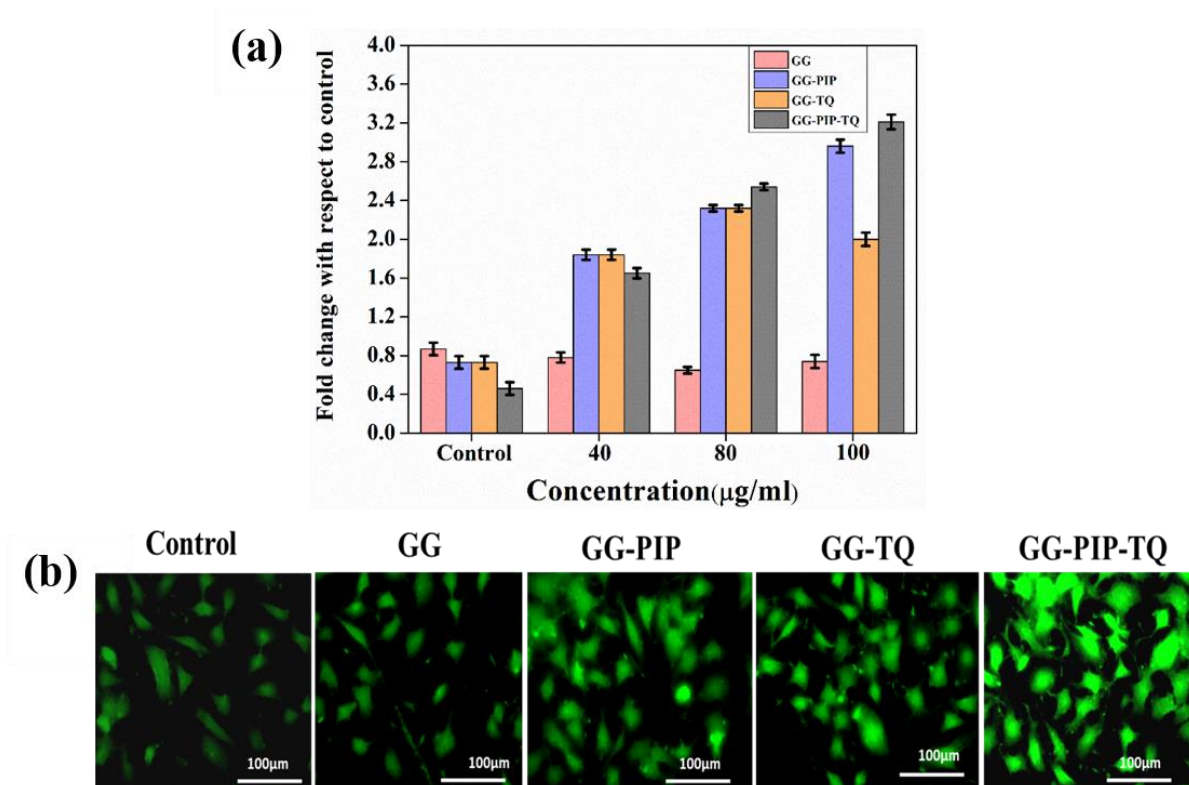 (a)
Fold change with respect to control
4.0
3.6
3.2
2.8
2.4
2.0
1.6
1.2
0.8
0.4
0.0
GG
GG-PIP
GG-TQ
GG-PIP-TQ
Control 40 80 100
Concentration(μg/ml)
(b)
Control GG GG-PIP GG-TQ GG-PIP-TQ
100μm 100μm 100μm 100μm 100μm